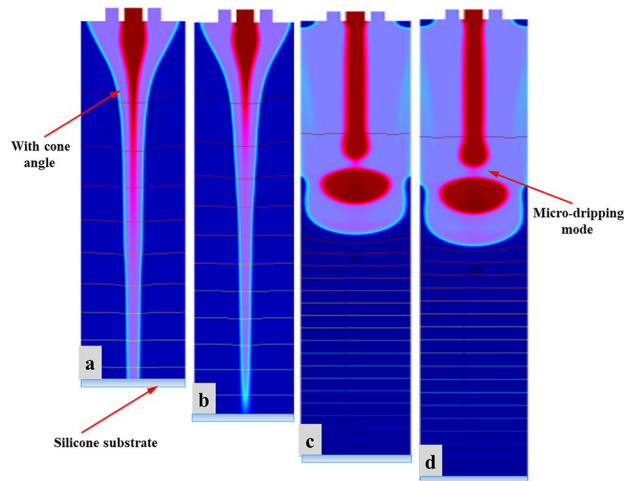 With cone
angle
Micro-dripping
mode
a
b
c
d
Silicone substrate